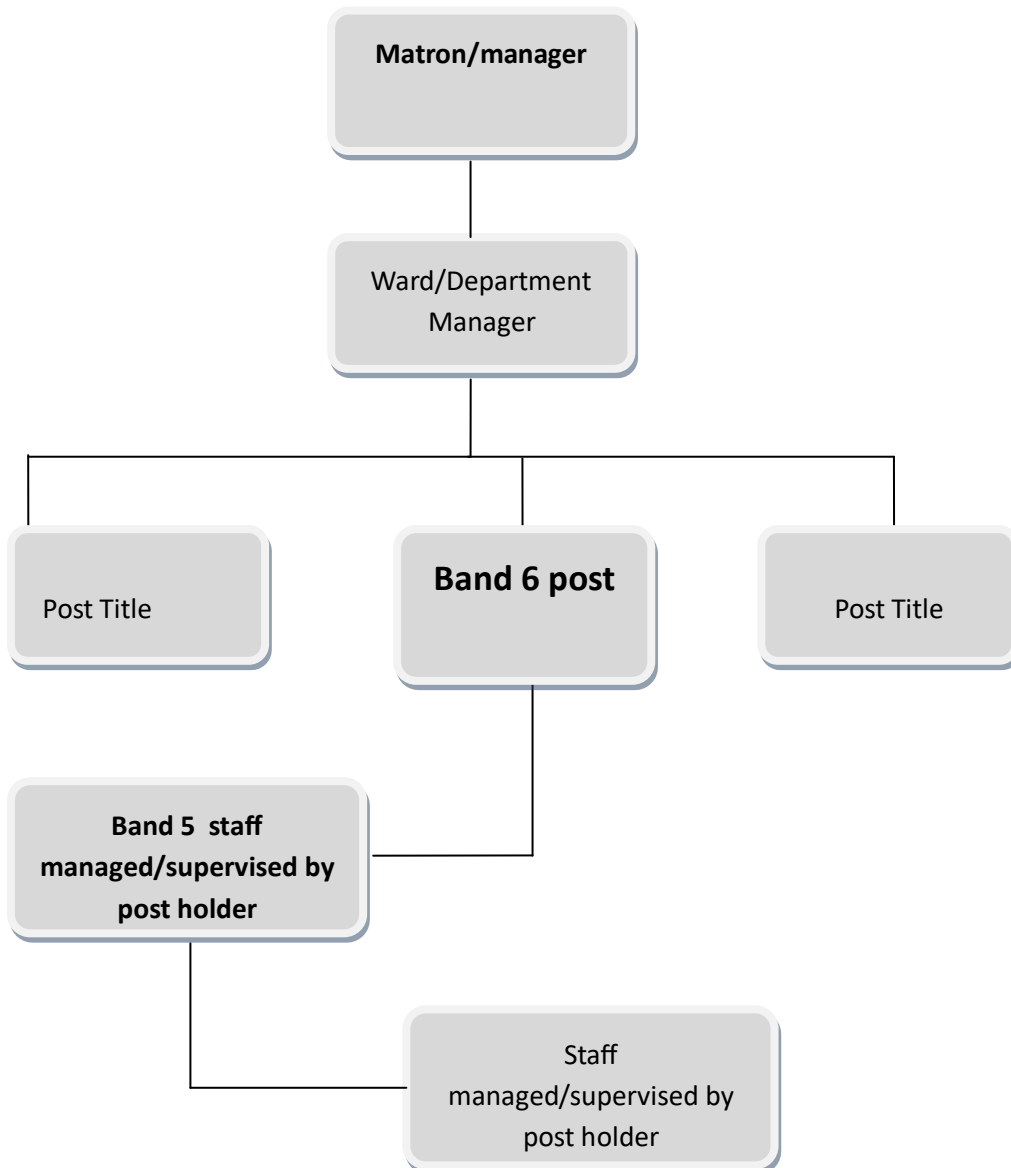 Matron/manager
Ward/Department
Manager
Post Title
Band 6 post
Post Title
Band 5  staff
managed/supervised by
post holder
Staff
managed/supervised by
post holder